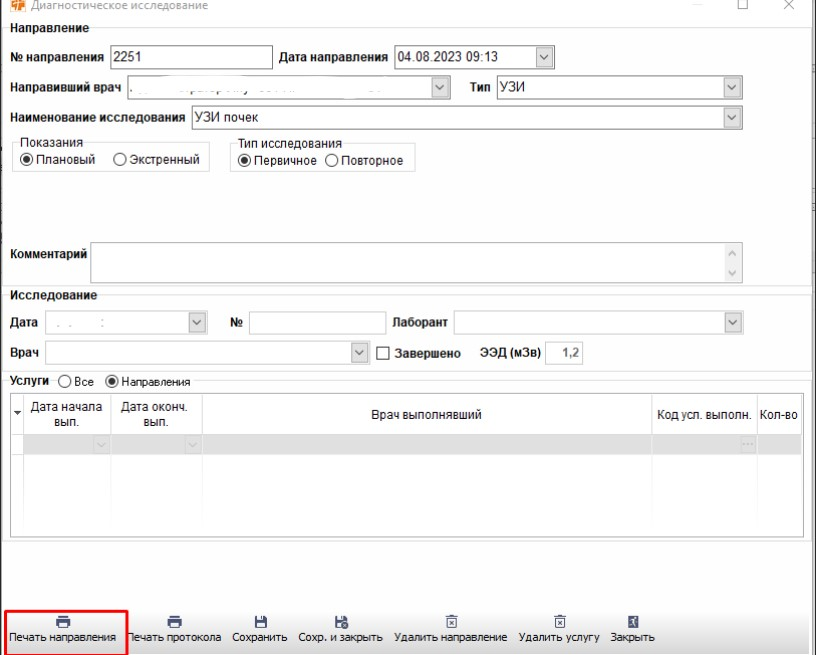 Диагностическое исследование
Направление
№ направления 2251 Дата направления 04.08.2023 09:13
Направивший врач Тип УЗИ
Наименование исследования УЗИ почек
Показания Тип исследования
Плановый Экстренный Первичное Повторное
Комментарий
Исследование
Дата . . : № Лаборант
Врач Завершено ЭЭД (мЗв) 1,2
Услуги Все Направления
Дата начала вып. Дата оконч. вып. Врач выполнявший Код усл. выполн. Кол-во
Печать направления Печать протокола Сохранить Сохр. и закрыть Удалить направление Удалить услугу Закрыть